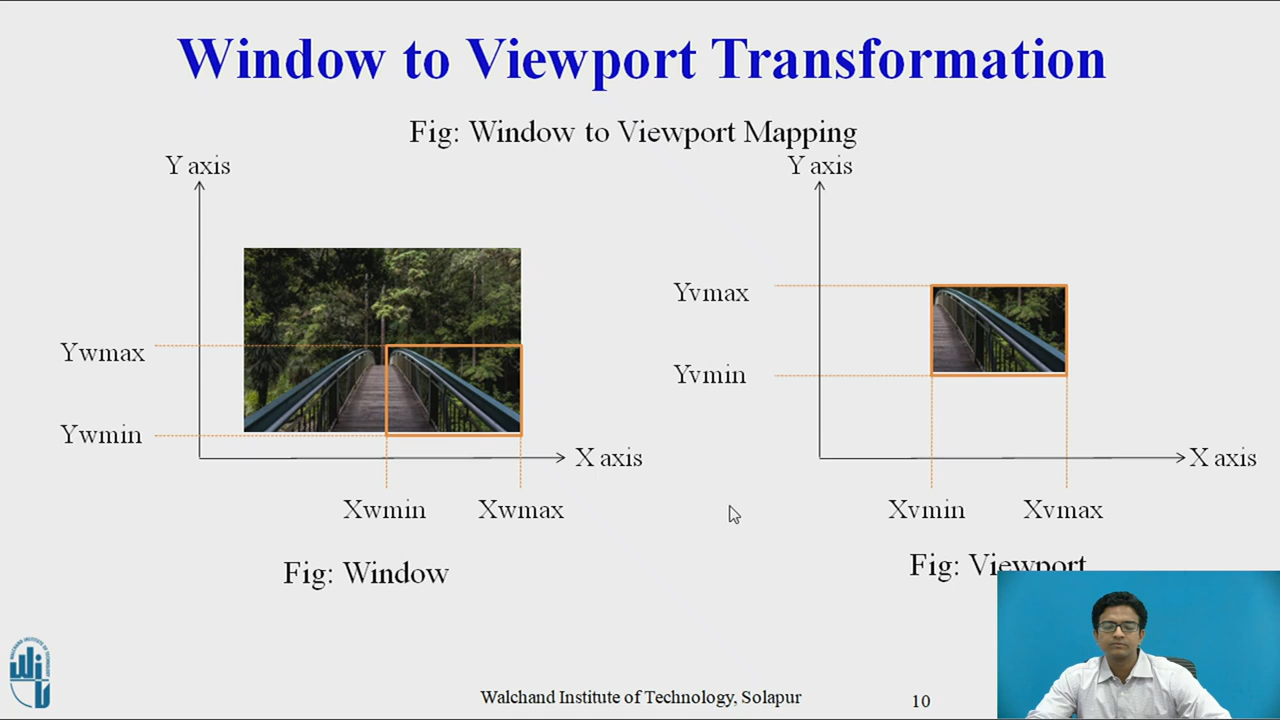 Window to Viewport Transformation
Fig: Window to Viewport Mapping
Y axis
Y axis
Yvmax
Ywmax
Yvmin
Ywmin
X axis
X axis
Xwmin
Xwmax
Xvmin
Xvmax
Fig: Window
Fig: Viewport
Walchand Institute of Technology, Solapur
10